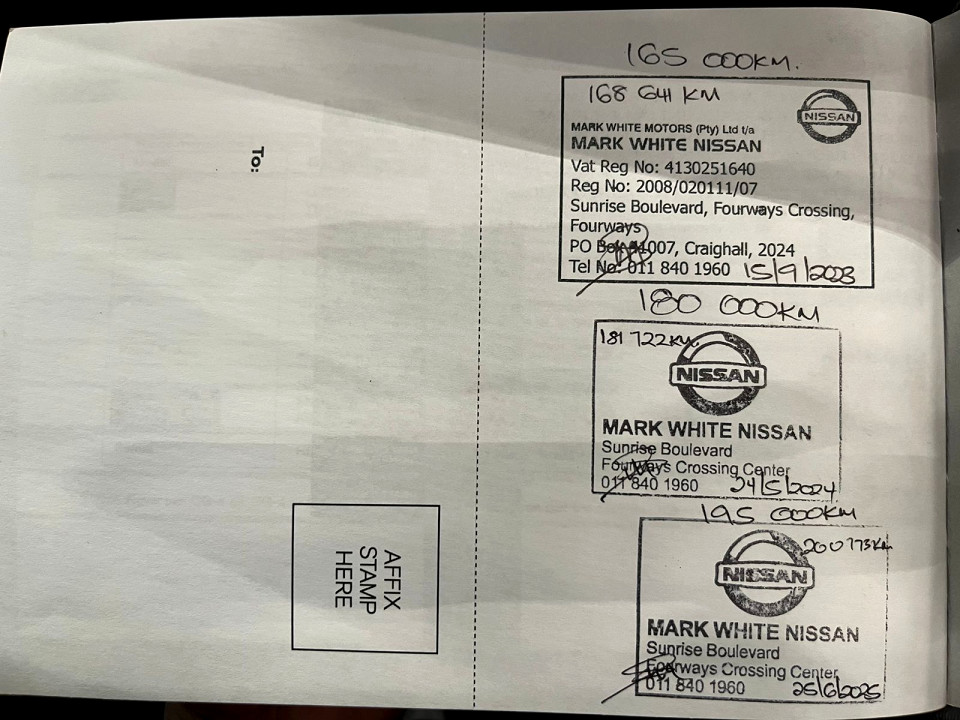 To:
AFFIX
STAMP
HERE
165 000KM.
168 641 KM
NISSAN
MARK WHITE MOTORS (Pty) Ltd t/a
MARK WHITE NISSAN
Vat Reg No: 4130251640
Reg No: 2008/020111/07
Sunrise Boulevard, Fourways Crossing,
Fourways
PO Box 41007, Craighall, 2024
Tel No: 011 840 1960 15/9/2023
180 000KM
181 722KM
NISSAN
MARK WHITE NISSAN
Sunrise Boulevard
Fourways Crossing Center
011 840 1960 24/5/2024
195 000KM
200 773KM
NISSAN
MARK WHITE NISSAN
Sunrise Boulevard
Fourways Crossing Center
011 840 1960 25/6/2025